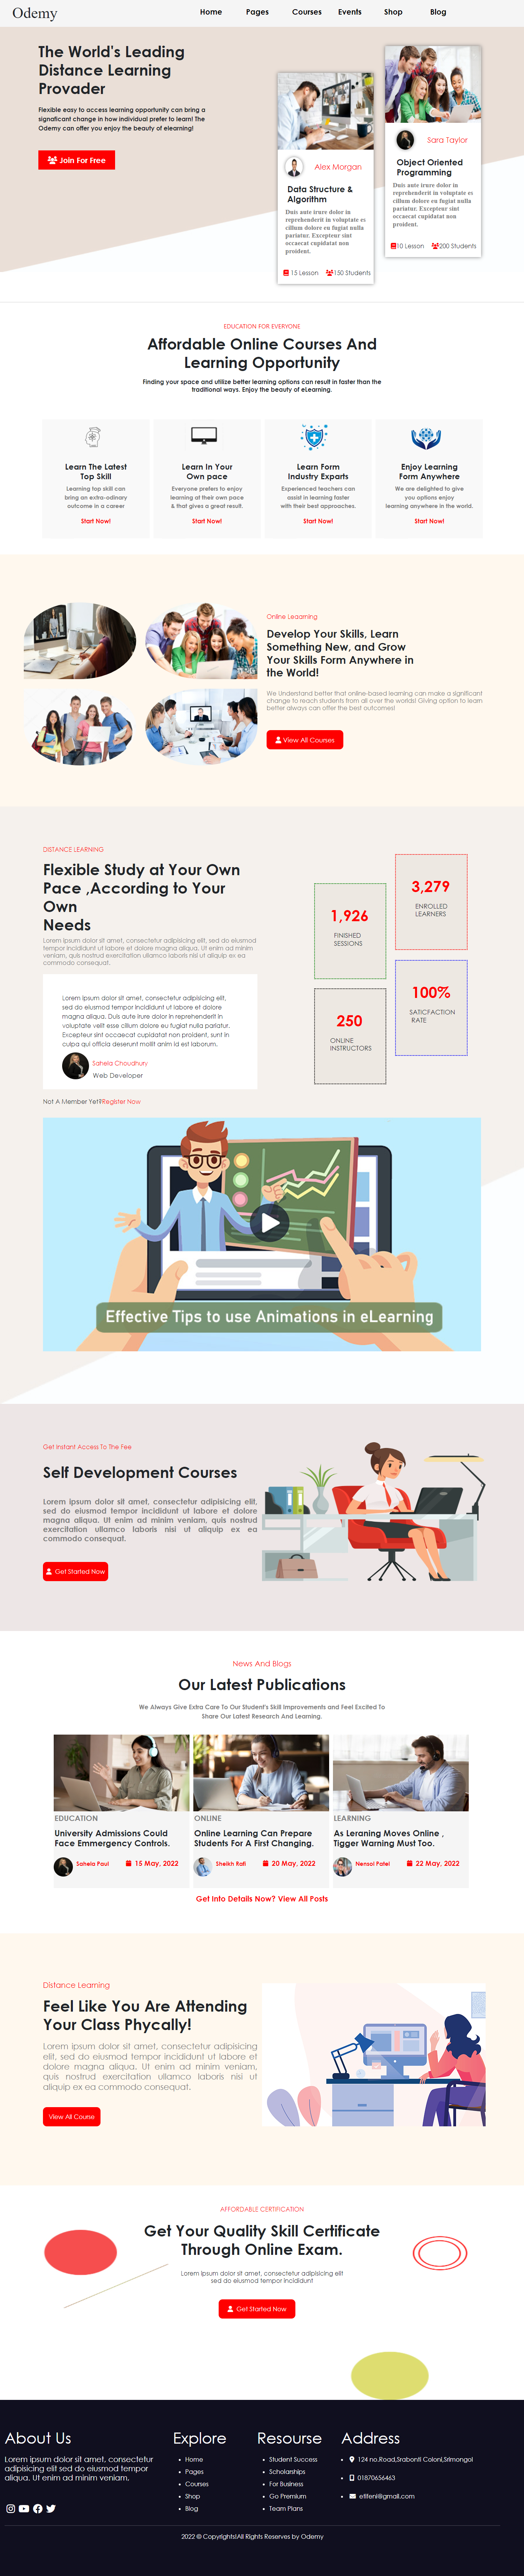 Odemy
Home Pages Courses Events Shop Blog
The World's Leading
Distance Learning
Provader
Flexible easy to access learning opportunity can bring a
significant change in how individual prefer to learn! The
Odemy can offer you enjoy the beauty of elearning!
Join For Free
Alex Morgan
Data Structure &
Algorithm
Duis aute irure dolor in
reprehenderit in voluptate es
cillum dolore eu fugiat nulla
pariatur. Excepteur sint
occaecat cupidatat non
proident.
15 Lesson 150 Students
Sara Taylor
Object Oriented
Programming
Duis aute irure dolor in
reprehenderit in voluptate es
cillum dolore eu fugiat nulla
pariatur. Excepteur sint
occaecat cupidatat non
proident.
10 Lesson 200 Students
EDUCATION FOR EVERYONE
Affordable Online Courses And
Learning Opportunity
Finding your space and utilize better learning options can result in faster than the
traditional ways. Enjoy the beauty of eLearning.
Learn The Latest
Top Skill
Learning top skill can
bring an extra-odinary
outcome in a career
Start Now!
Learn In Your
Own pace
Everyone prefers to enjoy
learning at their own pace
& that gives a great result.
Start Now!
Learn Form
Industry Exparts
Experienced teachers can
assist in learning faster
with their best approaches.
Start Now!
Enjoy Learning
Form Anywhere
We are delighted to give
you options enjoy
learning anywhere in the world.
Start Now!
Online Learning
Develop Your Skills, Learn
Something New, and Grow
Your Skills Form Anywhere in
the World!
We Understand better that online-based learning can make a significant
change to reach students from all over the worlds! Giving option to learn
better always can offer the best outcomes!
View All Courses
DISTANCE LEARNING
Flexible Study at Your Own
Pace ,According to Your
Own
Needs
Lorem ipsum dolor sit amet, consectetur adipisicing elit, sed do eiusmod
tempor incididunt ut labore et dolore magna aliqua. Ut enim ad minim
veniam, quis nostrud exercitation ullamco laboris nisi ut aliquip ex ea
commodo consequat.
Lorem ipsum dolor sit amet, consectetur adipisicing elit,
sed do eiusmod tempor incididunt ut labore et dolore
magna aliqua. Duis aute irure dolor in reprehenderit in
voluptate velit esse cillum dolore eu fugiat nulla pariatur.
Excepteur sint occaecat cupidatat non proident, sunt in
culpa qui officia deserunt mollit anim id est laborum.
Sahela Choudhury
Web Developer
Not A Member Yet?Register Now
1,926
FINISHED
SESSIONS
250
ONLINE
INSTRUCTORS
3,279
ENROLLED
LEARNERS
100%
SATICFACTION
RATE
Effective Tips to use Animations in eLearning
Get Instant Access To The Fee
Self Development Courses
Lorem ipsum dolor sit amet, consectetur adipisicing elit,
sed do eiusmod tempor incididunt ut labore et dolore
magna aliqua. Ut enim ad minim veniam, quis nostrud
exercitation ullamco laboris nisi ut aliquip ex ea
commodo consequat.
Get Started Now
News And Blogs
Our Latest Publications
We Always Give Extra Care To Our Student's Skill Improvements and Feel Excited To
Share Our Latest Research And Learning.
EDUCATION
University Admissions Could
Face Emmergency Controls.
Sahela Paul 15 May, 2022
ONLINE
Online Learning Can Prepare
Students For A First Changing.
Sheikh Rafi 20 May, 2022
LEARNING
As Leraning Moves Online ,
Tigger Warning Must Too.
Nensoi Patel 22 May, 2022
Get Into Details Now? View All Posts
Distance Learning
Feel Like You Are Attending
Your Class Phycally!
Lorem ipsum dolor sit amet, consectetur adipisicing
elit, sed do eiusmod tempor incididunt ut labore et
dolore magna aliqua. Ut enim ad minim veniam,
quis nostrud exercitation ullamco laboris nisi ut
aliquip ex ea commodo consequat.
View All Course
AFFORDABLE CERTIFICATION
Get Your Quality Skill Certificate
Through Online Exam.
Lorem ipsum dolor sit amet, consectetur adipisicing elit
sed do eiusmod tempor incididunt
Get Started Now
About Us
Lorem ipsum dolor sit amet, consectetur
adipisicing elit sed do eiusmod tempor
aliqua. Ut enim ad minim veniam,
Explore
Home
Pages
Courses
Shop
Blog
Resourse
Student Success
Scholarships
For Business
Go Premium
Team Plans
Address
124 no.Road,Srabonti Coloni,Srimongol
01870656463
efifeni@gmail.com
2022 © Copyrights!All Rights Reserves by Odemy